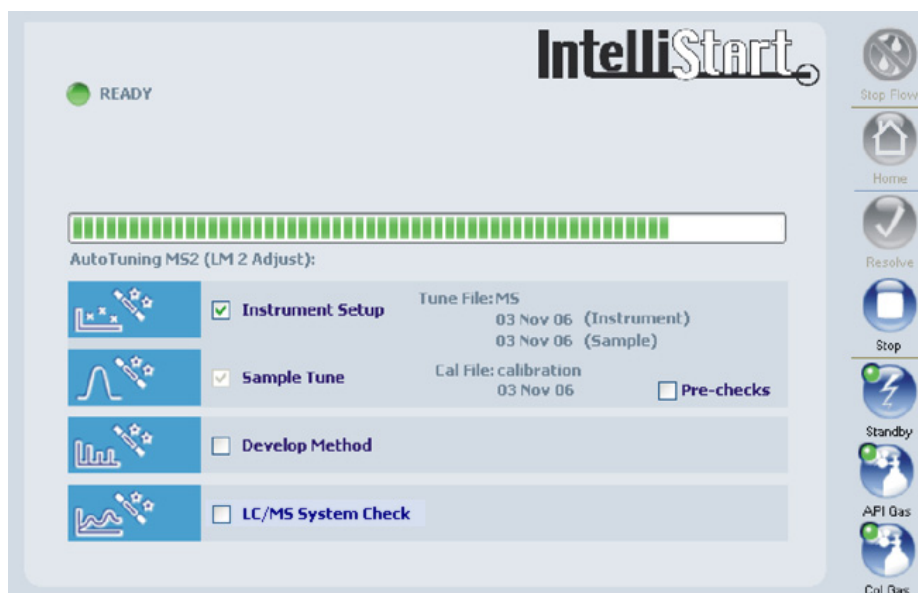 IntelliStart
READY
AutoTuning MS2 (LM 2 Adjust):
Instrument Setup
Tune File: MS
03 Nov 06 (Instrument)
03 Nov 06 (Sample)
Sample Tune
Cal File: calibration
03 Nov 06
Pre-checks
Develop Method
LC/MS System Check
Stop Flow
Home
Resolve
Stop
Standby
API Gas
Col Gas